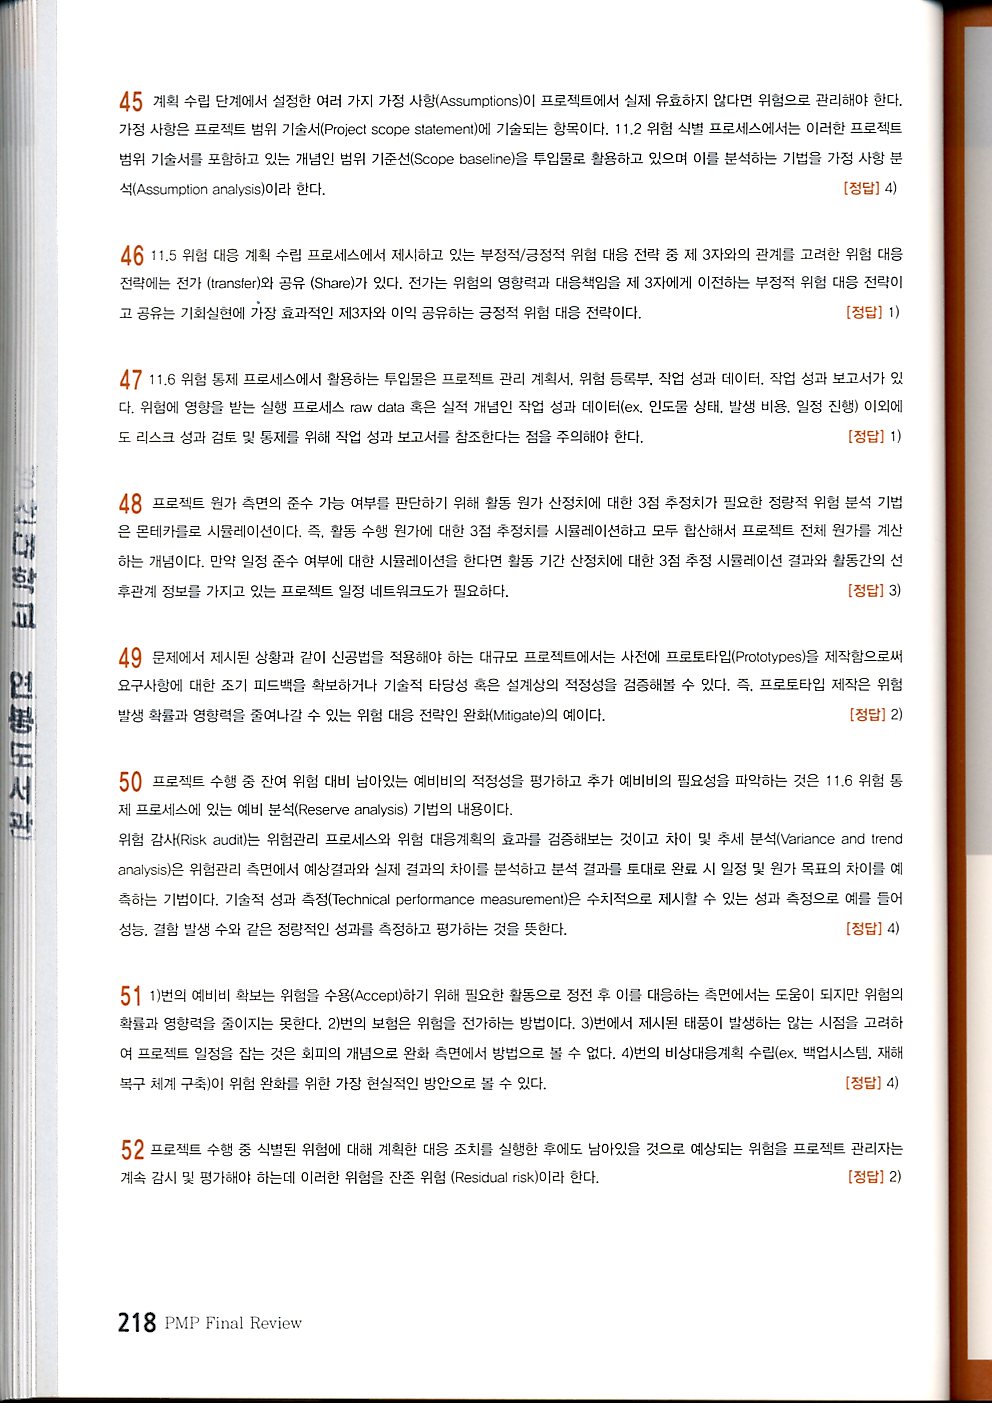 45 계획 수립 단계에서 설정한 여러 가지 가정 사항(Assumptions)이 프로젝트에서 실제 유효하지 않다면 위험으로 관리해야 한다.
가정 사항은 프로젝트 범위 기술서(Project scope statement)에 기술되는 항목이다. 11.2 위험 식별 프로세스에서는 이러한 프로젝트
범위 기술서를 포함하고 있는 개념인 범위 기준선(Scope baseline)을 투입물로 활용하고 있으며 이를 분석하는 기법을 가정 사항 분
석(Assumption analysis)이라 한다. [정답] 4)
46 11.5 위험 대응 계획 수립 프로세스에서 제시하고 있는 부정적/긍정적 위험 대응 전략 중 제 3자와의 관계를 고려한 위험 대응
전략에는 전가 (transfer)와 공유 (Share)가 있다. 전가는 위험의 영향력과 대응책임을 제 3자에게 이전하는 부정적 위험 대응 전략이
고 공유는 기회실현에 가장 효과적인 제3자와 이익 공유하는 긍정적 위험 대응 전략이다. [정답] 1)
47 11.6 위험 통제 프로세스에서 활용하는 투입물은 프로젝트 관리 계획서, 위험 등록부, 작업 성과 데이터, 작업 성과 보고서가 있
다. 위험에 영향을 받는 실행 프로세스 raw data 혹은 실적 개념인 작업 성과 데이터(ex, 인도물 상태, 발생 비용, 일정 진행) 이외에
도 리스크 성과 검토 및 통제를 위해 작업 성과 보고서를 참조한다는 점을 주의해야 한다. [정답] 1)
48 프로젝트 원가 측면의 준수 가능 여부를 판단하기 위해 활동 원가 산정치에 대한 3점 추정치가 필요한 정량적 위험 분석 기법
은 몬테카를로 시뮬레이션이다. 즉, 활동 수행 원가에 대한 3점 추정치를 시뮬레이션하고 모두 합산해서 프로젝트 전체 원가를 계산
하는 개념이다. 만약 일정 준수 여부에 대한 시뮬레이션을 한다면 활동 기간 산정치에 대한 3점 추정 시뮬레이션 결과와 활동간의 선
후관계 정보를 가지고 있는 프로젝트 일정 네트워크도가 필요하다. [정답] 3)
49 문제에서 제시된 상황과 같이 신공법을 적용해야 하는 대규모 프로젝트에서는 사전에 프로토타입(Prototypes)을 제작함으로써
요구사항에 대한 조기 피드백을 확보하거나 기술적 타당성 혹은 설계상의 적정성을 검증해볼 수 있다. 즉, 프로토타입 제작은 위험
발생 확률과 영향력을 줄여나갈 수 있는 위험 대응 전략인 완화(Mitigate)의 예이다. [정답] 2)
50 프로젝트 수행 중 잔여 위험 대비 남아있는 예비비의 적정성을 평가하고 추가 예비비의 필요성을 파악하는 것은 11.6 위험 통
제 프로세스에 있는 예비 분석(Reserve analysis) 기법의 내용이다.
위험 감사(Risk audit)는 위험관리 프로세스와 위험 대응계획의 효과를 검증해보는 것이고 차이 및 추세 분석(Variance and trend
analysis)은 위험관리 측면에서 예상결과와 실제 결과의 차이를 분석하고 분석 결과를 토대로 완료 시 일정 및 원가 목표의 차이를 예
측하는 기법이다. 기술적 성과 측정(Technical performance measurement)은 수치적으로 제시할 수 있는 성과 측정으로 예를 들어
성능, 결함 발생 수와 같은 정량적인 성과를 측정하고 평가하는 것을 뜻한다. [정답] 4)
51 1)번의 예비비 확보는 위험을 수용(Accept)하기 위해 필요한 활동으로 정전 후 이를 대응하는 측면에서는 도움이 되지만 위험의
확률과 영향력을 줄이지는 못한다. 2)번의 보험은 위험을 전가하는 방법이다. 3)번에서 제시된 태풍이 발생하는 않는 시점을 고려하
여 프로젝트 일정을 잡는 것은 회피의 개념으로 완화 측면에서 방법으로 볼 수 없다. 4)번의 비상대응계획 수립(ex, 백업시스템, 재해
복구 체계 구축)이 위험 완화를 위한 가장 현실적인 방안으로 볼 수 있다. [정답] 4)
52 프로젝트 수행 중 식별된 위험에 대해 계획한 대응 조치를 실행한 후에도 남아있을 것으로 예상되는 위험을 프로젝트 관리자는
계속 감시 및 평가해야 하는데 이러한 위험을 잔존 위험 (Residual risk)이라 한다. [정답] 2)
218 PMP Final Review
대학교
도서관